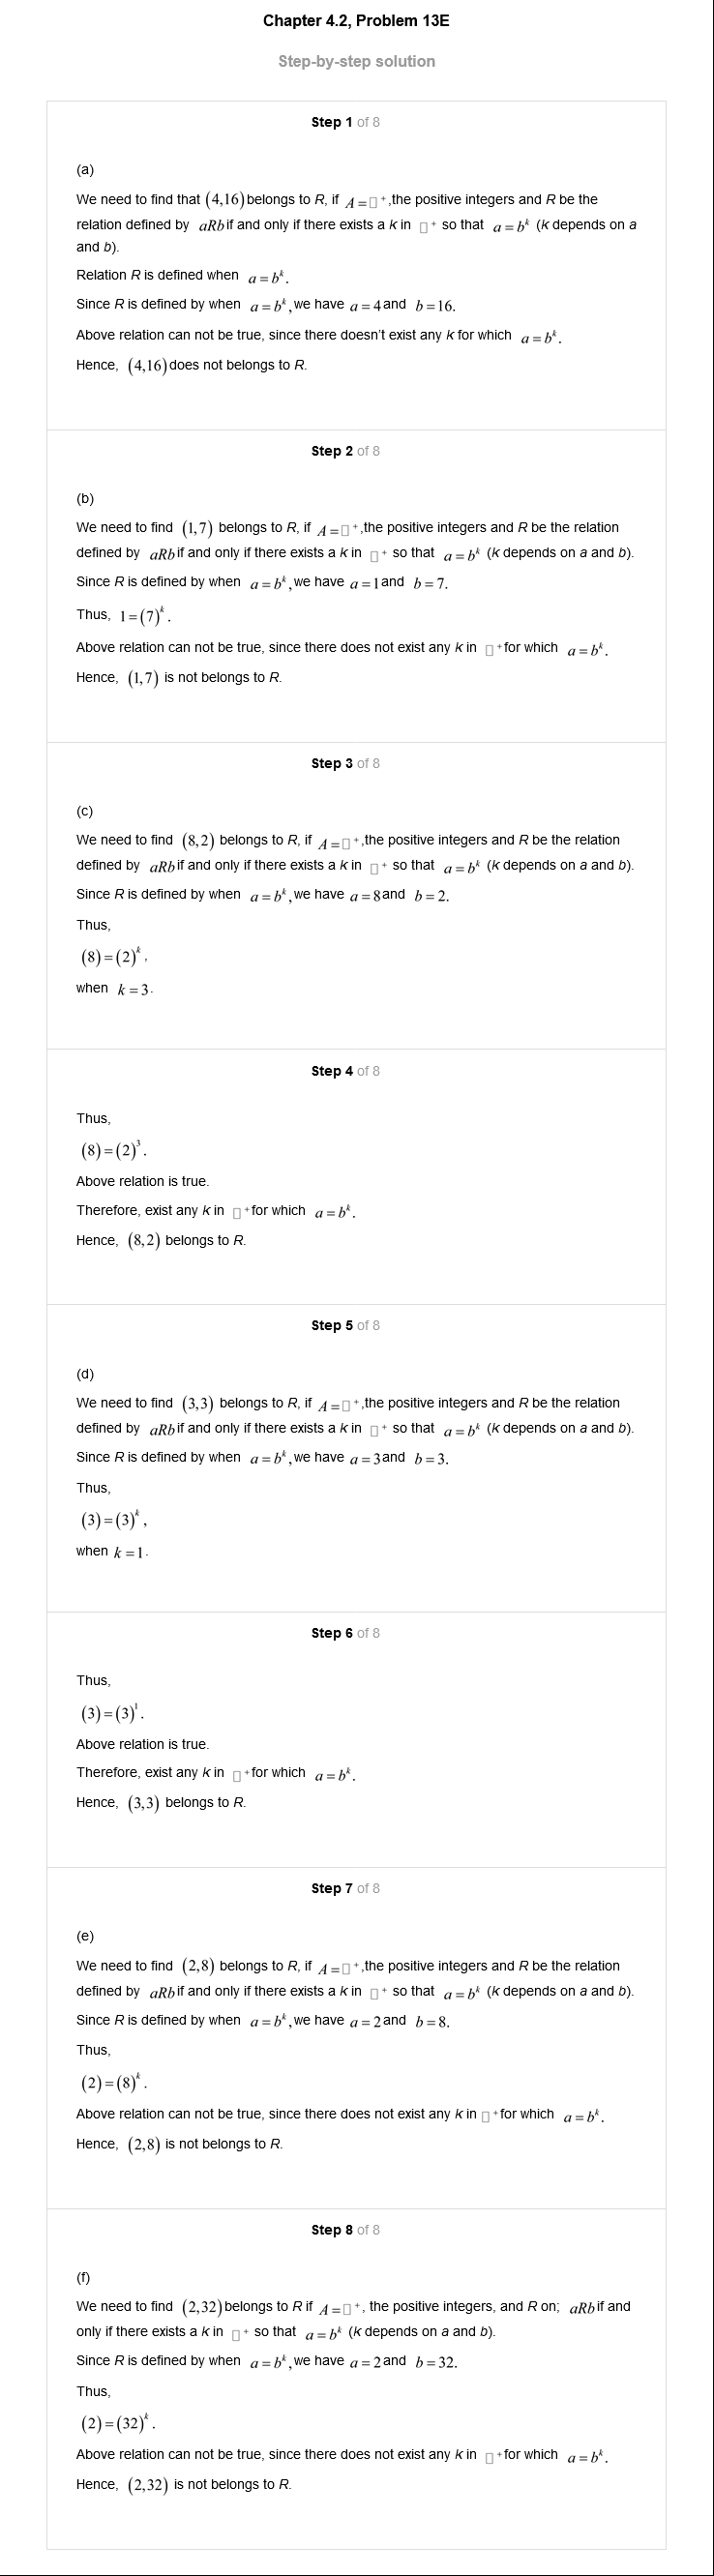 Chapter 4.2, Problem 13E
Step-by-step solution
Step 1 of 8
(a)
We need to find that (4,16) belongs to R, if A = □⁺ ,the positive integers and R be the
relation defined by aRb if and only if there exists a k in □⁺ so that a = bᵏ (k depends on a
and b).
Relation R is defined when a = bᵏ.
Since R is defined by when a = bᵏ, we have a = 4 and b = 16.
Above relation can not be true, since there doesn't exist any k for which a = bᵏ.
Hence, (4,16) does not belongs to R.
Step 2 of 8
(b)
We need to find (1,7) belongs to R, if A = □⁺ ,the positive integers and R be the relation
defined by aRb if and only if there exists a k in □⁺ so that a = bᵏ (k depends on a and b).
Since R is defined by when a = bᵏ, we have a = 1 and b = 7.
Thus, 1 = (7)ᵏ.
Above relation can not be true, since there does not exist any k in □⁺ for which a = bᵏ.
Hence, (1,7) is not belongs to R.
Step 3 of 8
(c)
We need to find (8,2) belongs to R, if A = □⁺ ,the positive integers and R be the relation
defined by aRb if and only if there exists a k in □⁺ so that a = bᵏ (k depends on a and b).
Since R is defined by when a = bᵏ, we have a = 8 and b = 2.
Thus,
(8) = (2)ᵏ,
when k = 3.
Step 4 of 8
Thus,
(8) = (2)³.
Above relation is true.
Therefore, exist any k in □⁺ for which a = bᵏ.
Hence, (8,2) belongs to R.
Step 5 of 8
(d)
We need to find (3,3) belongs to R, if A = □⁺ ,the positive integers and R be the relation
defined by aRb if and only if there exists a k in □⁺ so that a = bᵏ (k depends on a and b).
Since R is defined by when a = bᵏ, we have a = 3 and b = 3.
Thus,
(3) = (3)ᵏ,
when k = 1.
Step 6 of 8
Thus,
(3) = (3)¹.
Above relation is true.
Therefore, exist any k in □⁺ for which a = bᵏ.
Hence, (3,3) belongs to R.
Step 7 of 8
(e)
We need to find (2,8) belongs to R, if A = □⁺ ,the positive integers and R be the relation
defined by aRb if and only if there exists a k in □⁺ so that a = bᵏ (k depends on a and b).
Since R is defined by when a = bᵏ, we have a = 2 and b = 8.
Thus,
(2) = (8)ᵏ.
Above relation can not be true, since there does not exist any k in □⁺ for which a = bᵏ.
Hence, (2,8) is not belongs to R.
Step 8 of 8
(f)
We need to find (2,32) belongs to R if A = □⁺, the positive integers, and R on; aRb if and
only if there exists a k in □⁺ so that a = bᵏ (k depends on a and b).
Since R is defined by when a = bᵏ, we have a = 2 and b = 32.
Thus,
(2) = (32)ᵏ.
Above relation can not be true, since there does not exist any k in □⁺ for which a = bᵏ.
Hence, (2,32) is not belongs to R.